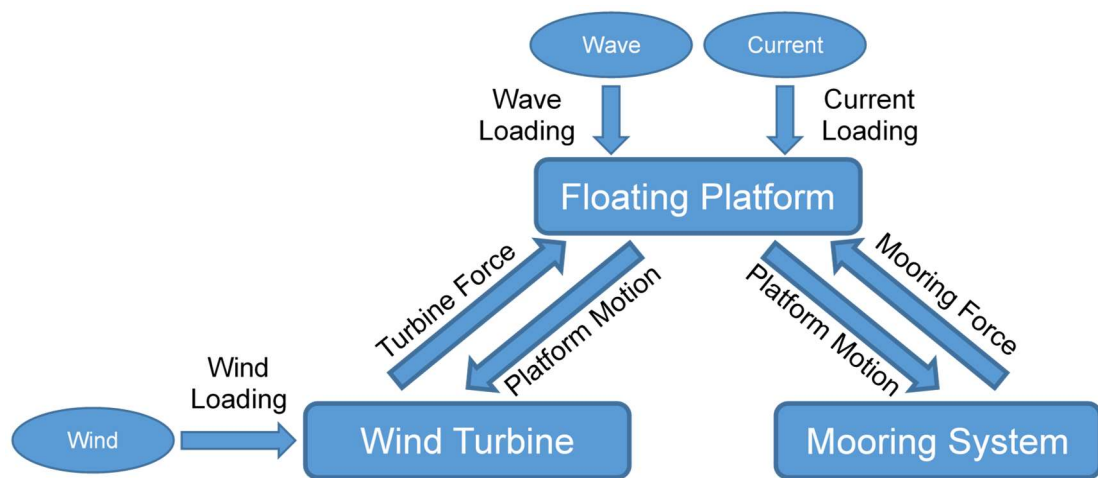 Wave
Current
Wave
Loading
Current
Loading
Floating Platform
Turbine Force
Platform Motion
Platform Motion
Mooring Force
Wind
Loading
Wind
Wind Turbine
Mooring System